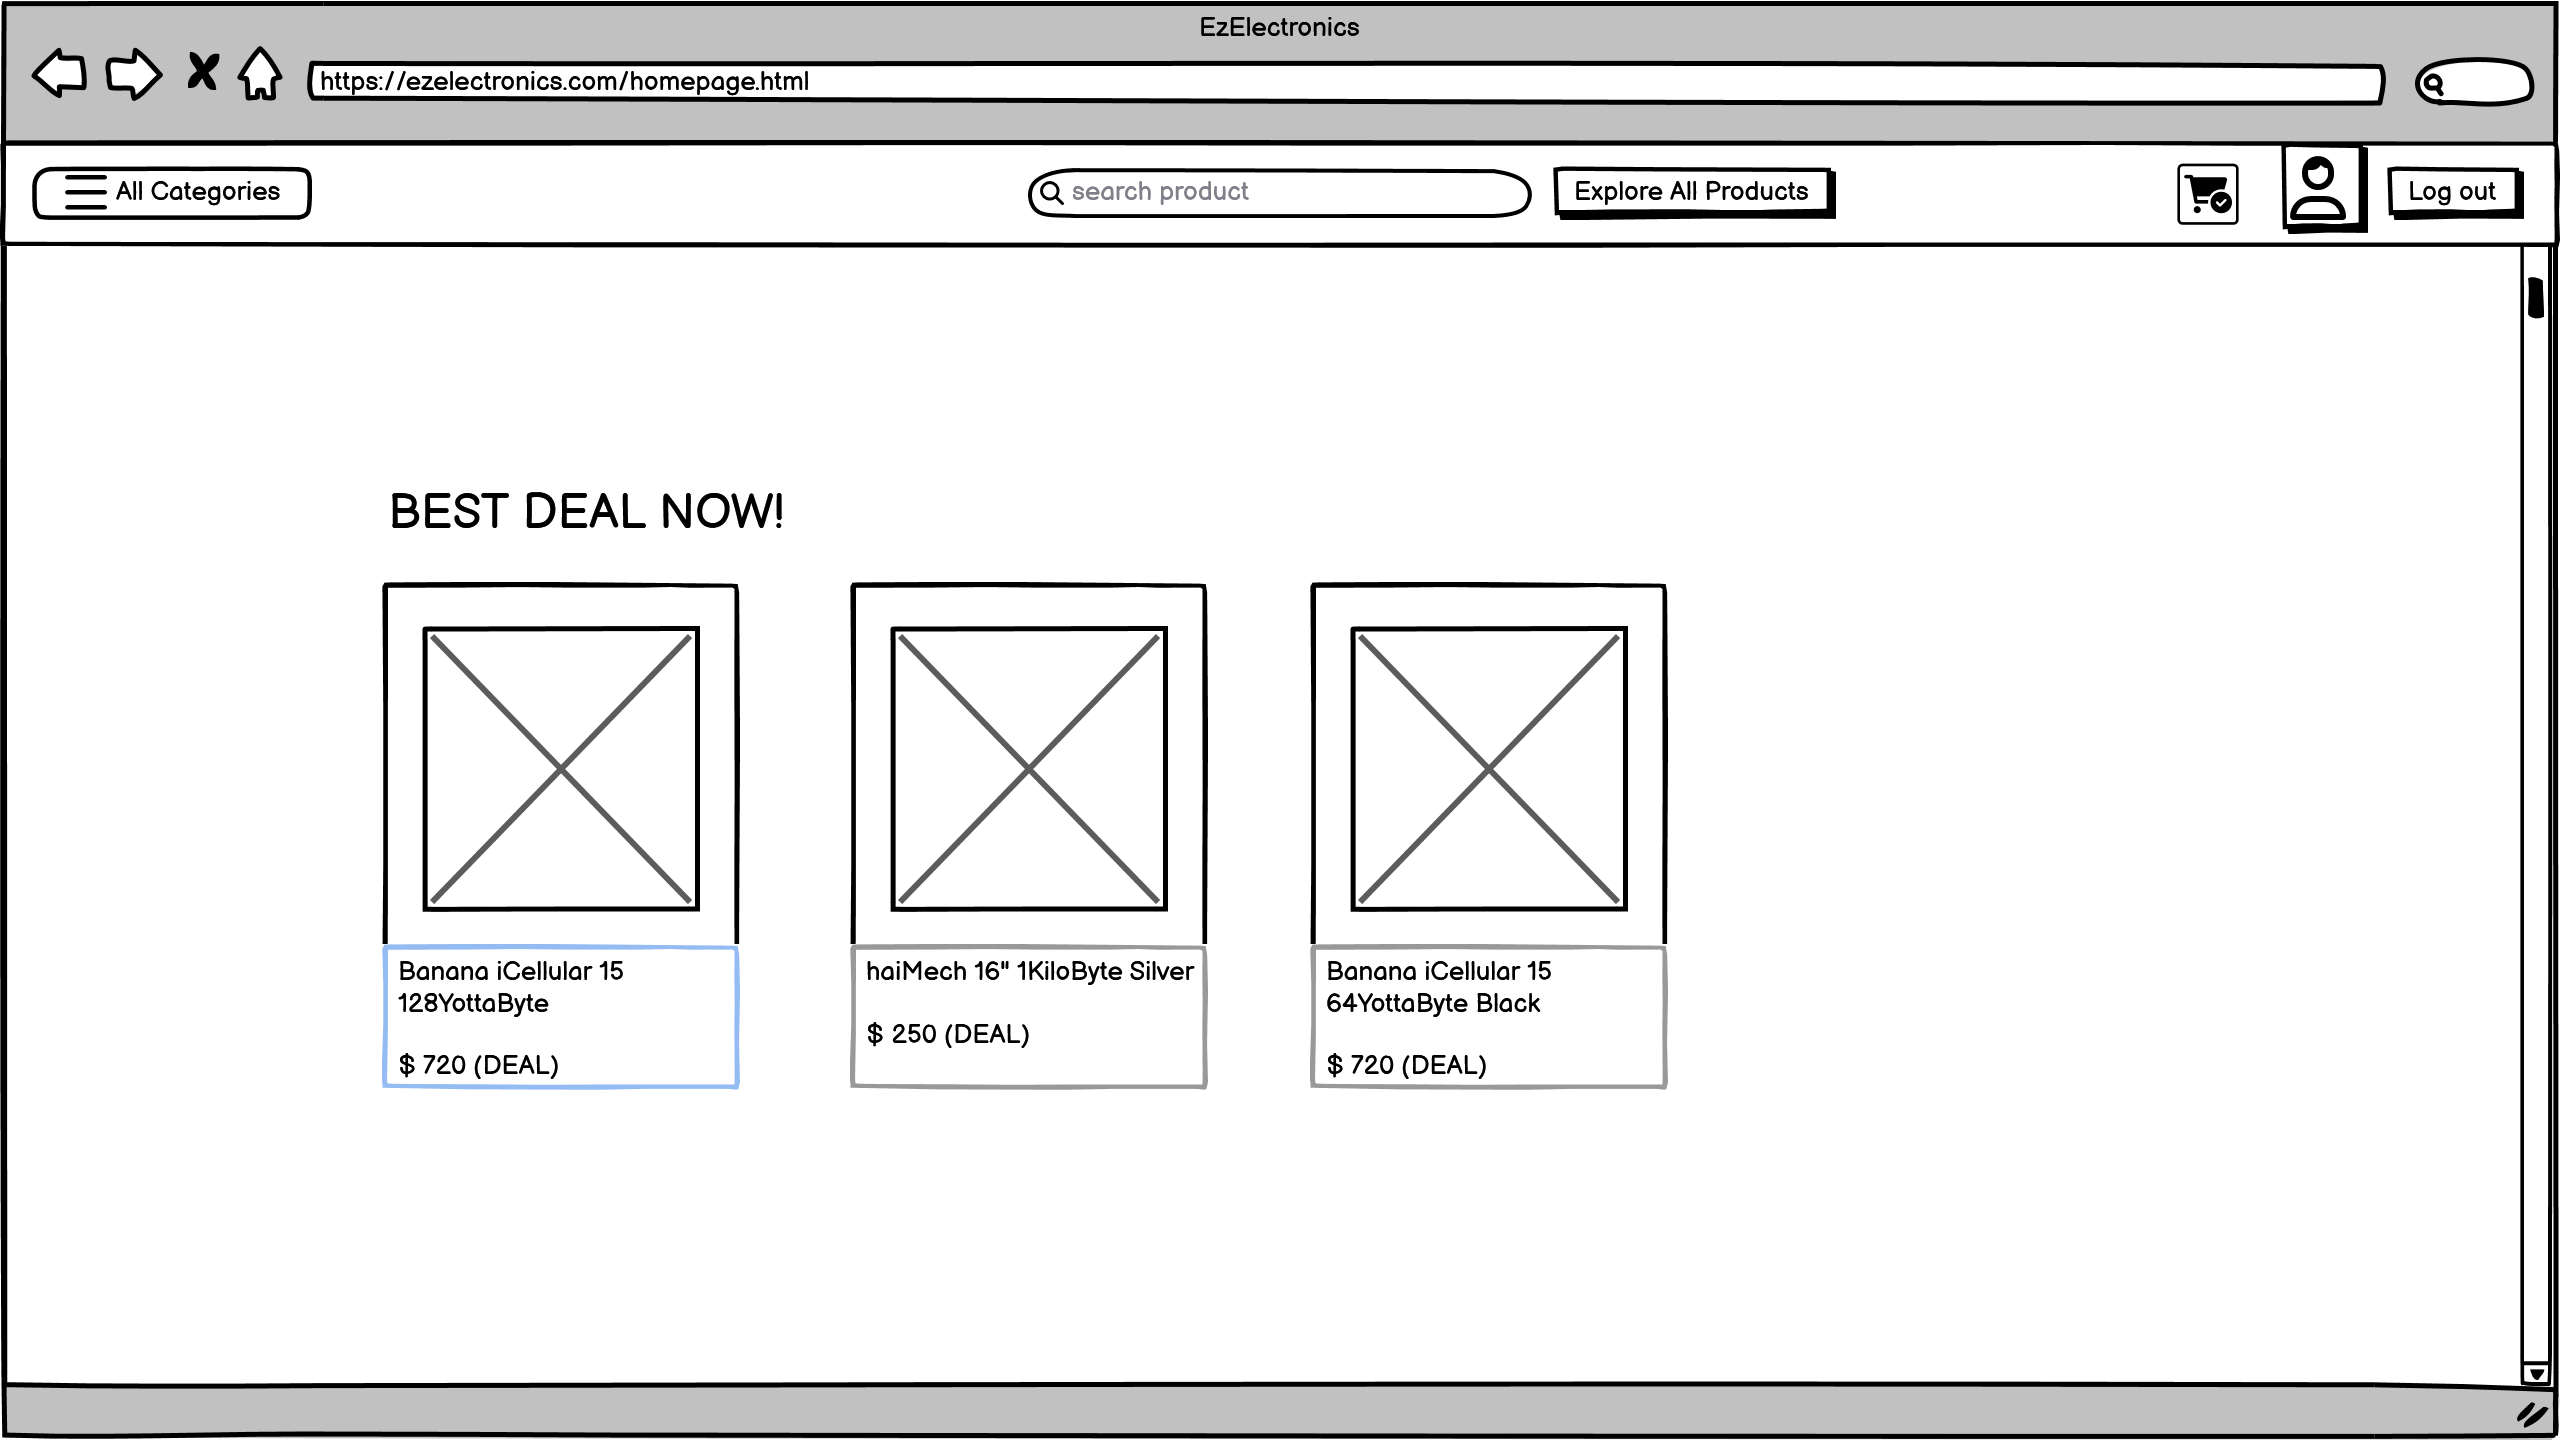 EzElectronics
https://ezelectronics.com/homepage.html
All Categories
search product
Explore All Products
Log out
BEST DEAL NOW!
Banana iCellular 15
128YottaByte
$ 720 (DEAL)
haiMech 16" 1KiloByte Silver
$ 250 (DEAL)
Banana iCellular 15
64YottaByte Black
$ 720 (DEAL)